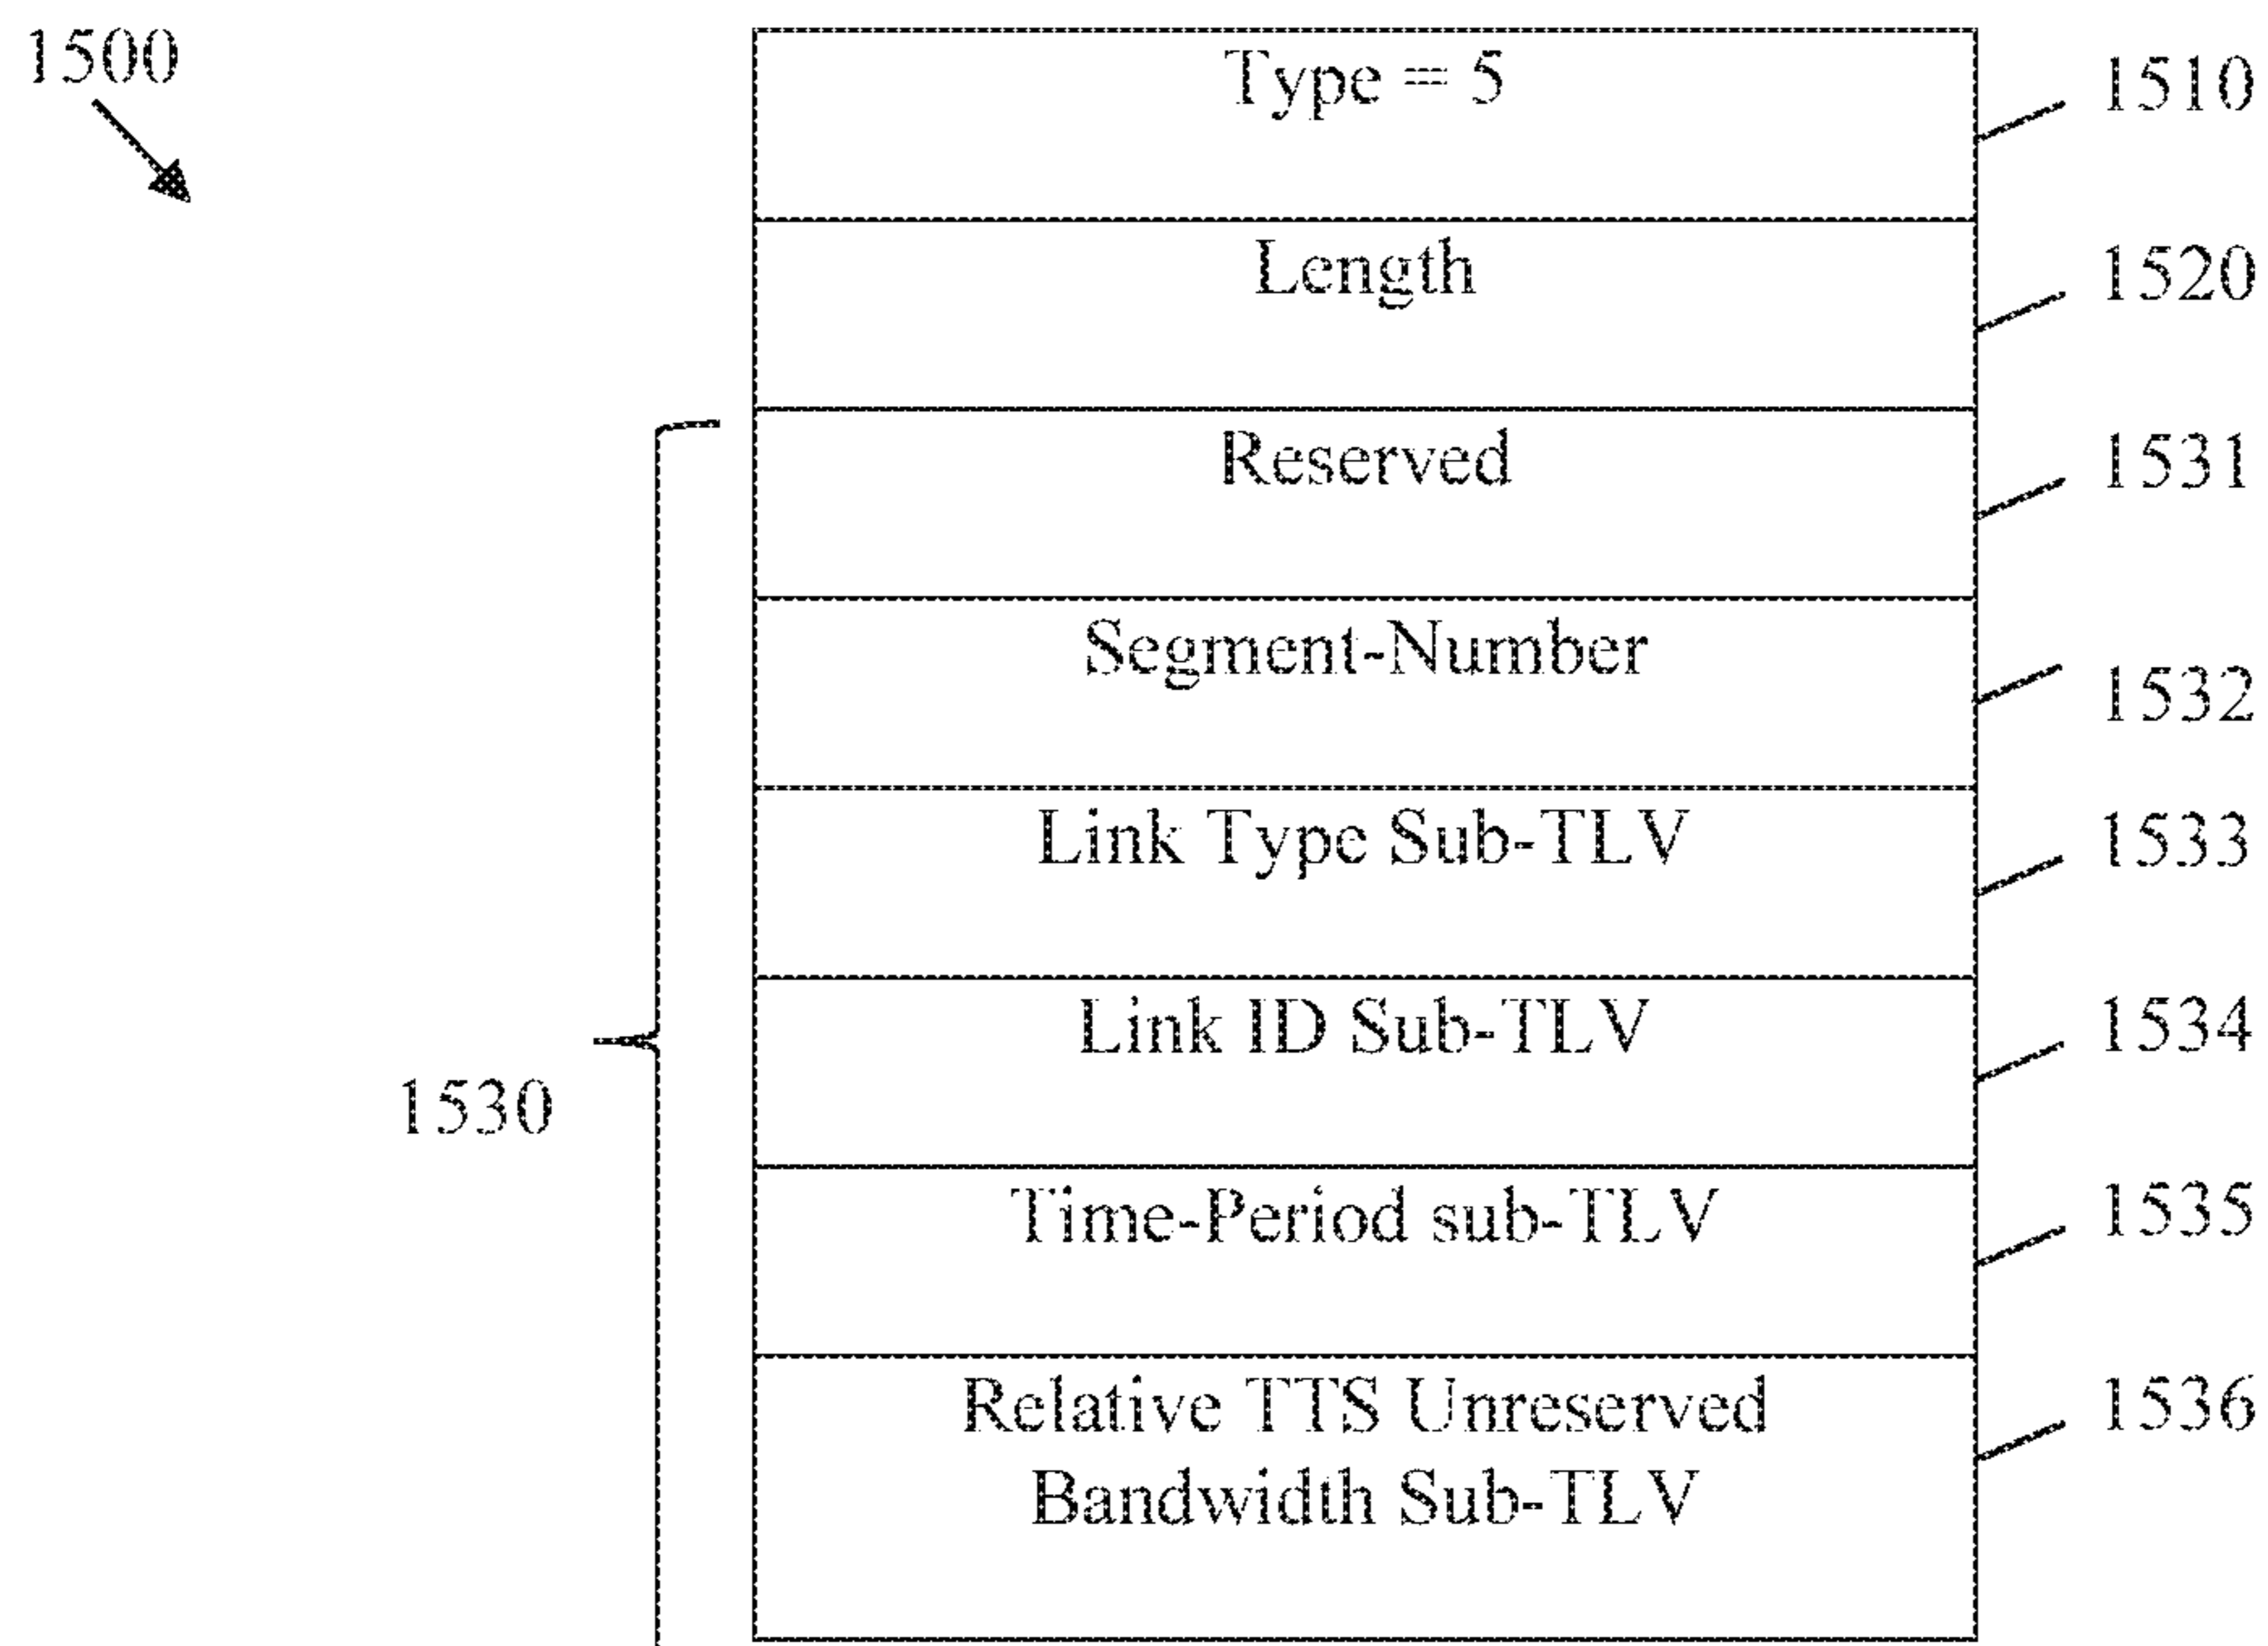 1500
Type = 5
1510
Length
1520
Reserved
1531
Segment-Number
1532
Link Type Sub-TLV
1533
Link ID Sub-TLV
1534
1530
Time-Period sub-TLV
1535
Relative TTS Unreserved
1536
Bandwidth Sub-TLV